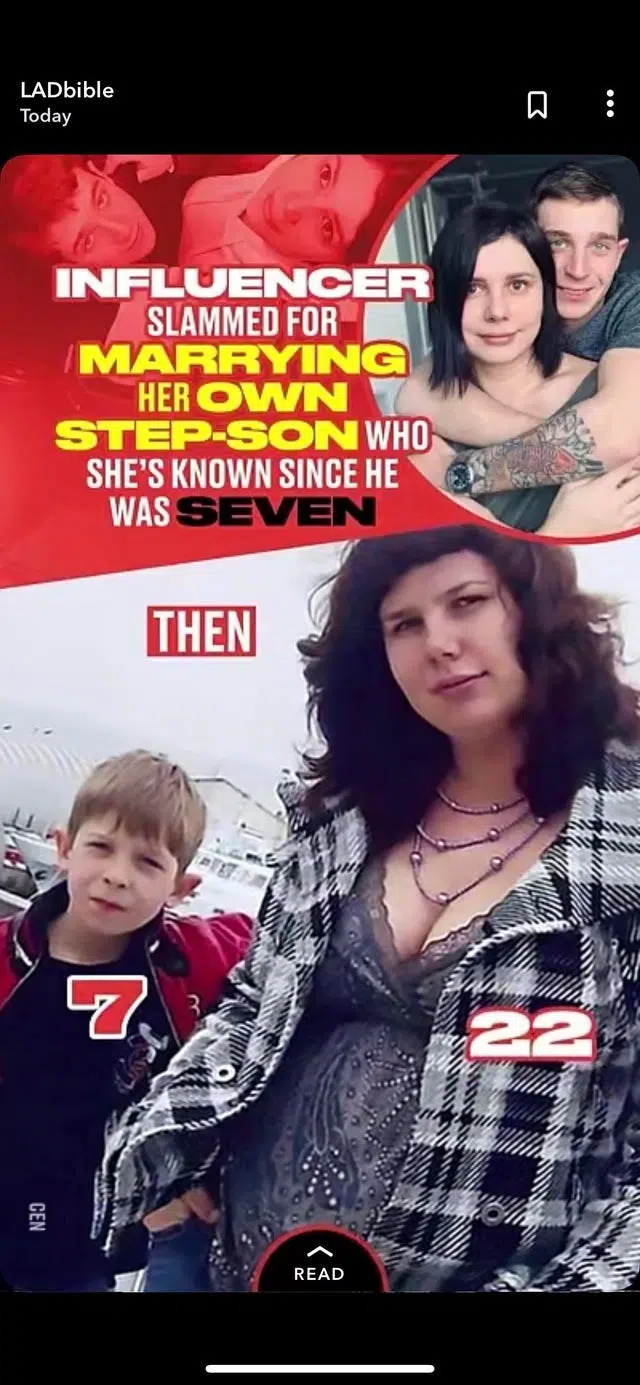 LADbible
Today
INFLUENCER
SLAMMED FOR
MARRYING
HER OWN
STEP-SON WHO
SHE'S KNOWN SINCE HE
WAS SEVEN
THEN
7
22
CEN
READ